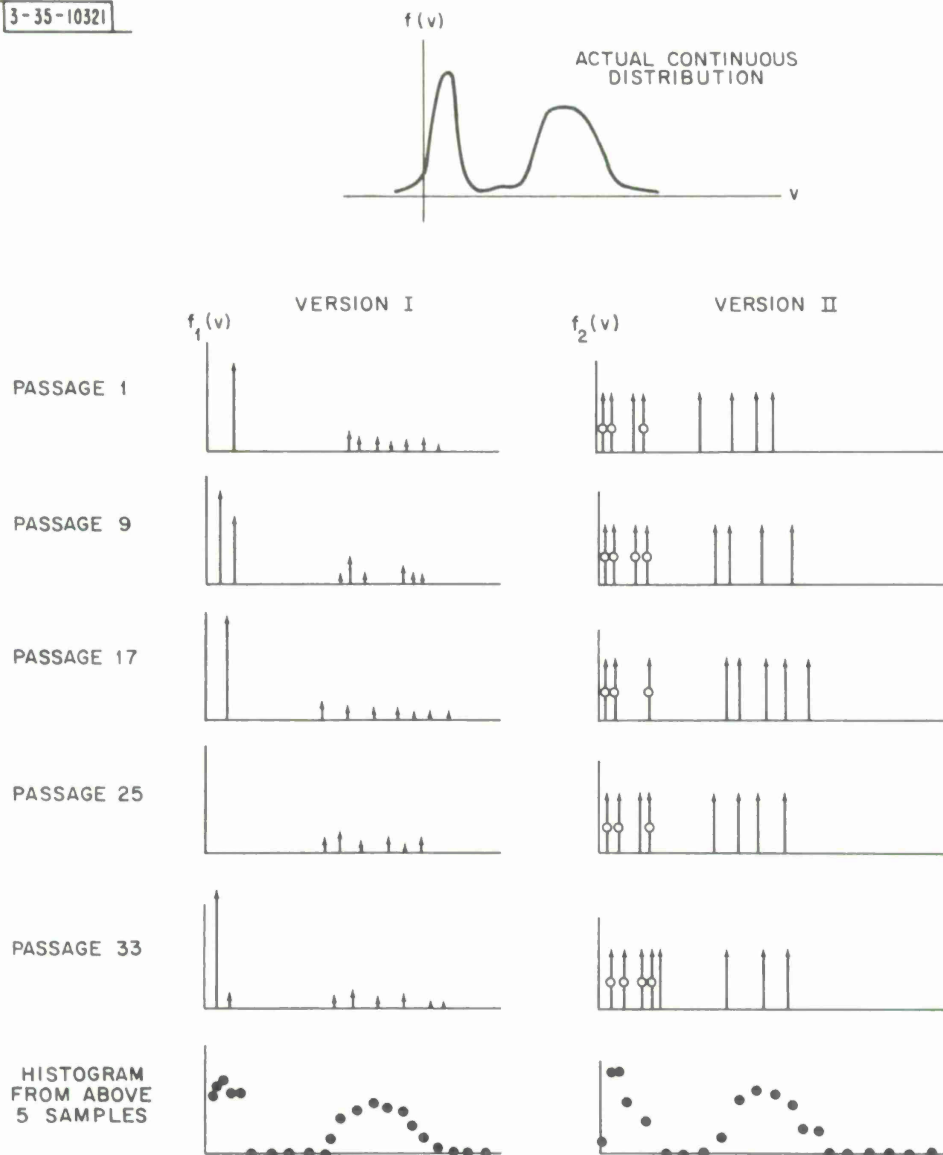 3-35-10321
f(v)
ACTUAL CONTINUOUS
DISTRIBUTION
v
VERSION I
VERSION II
f₁(v)
f₂(v)
PASSAGE 1
PASSAGE 9
PASSAGE 17
PASSAGE 25
PASSAGE 33
HISTOGRAM
FROM ABOVE
5 SAMPLES